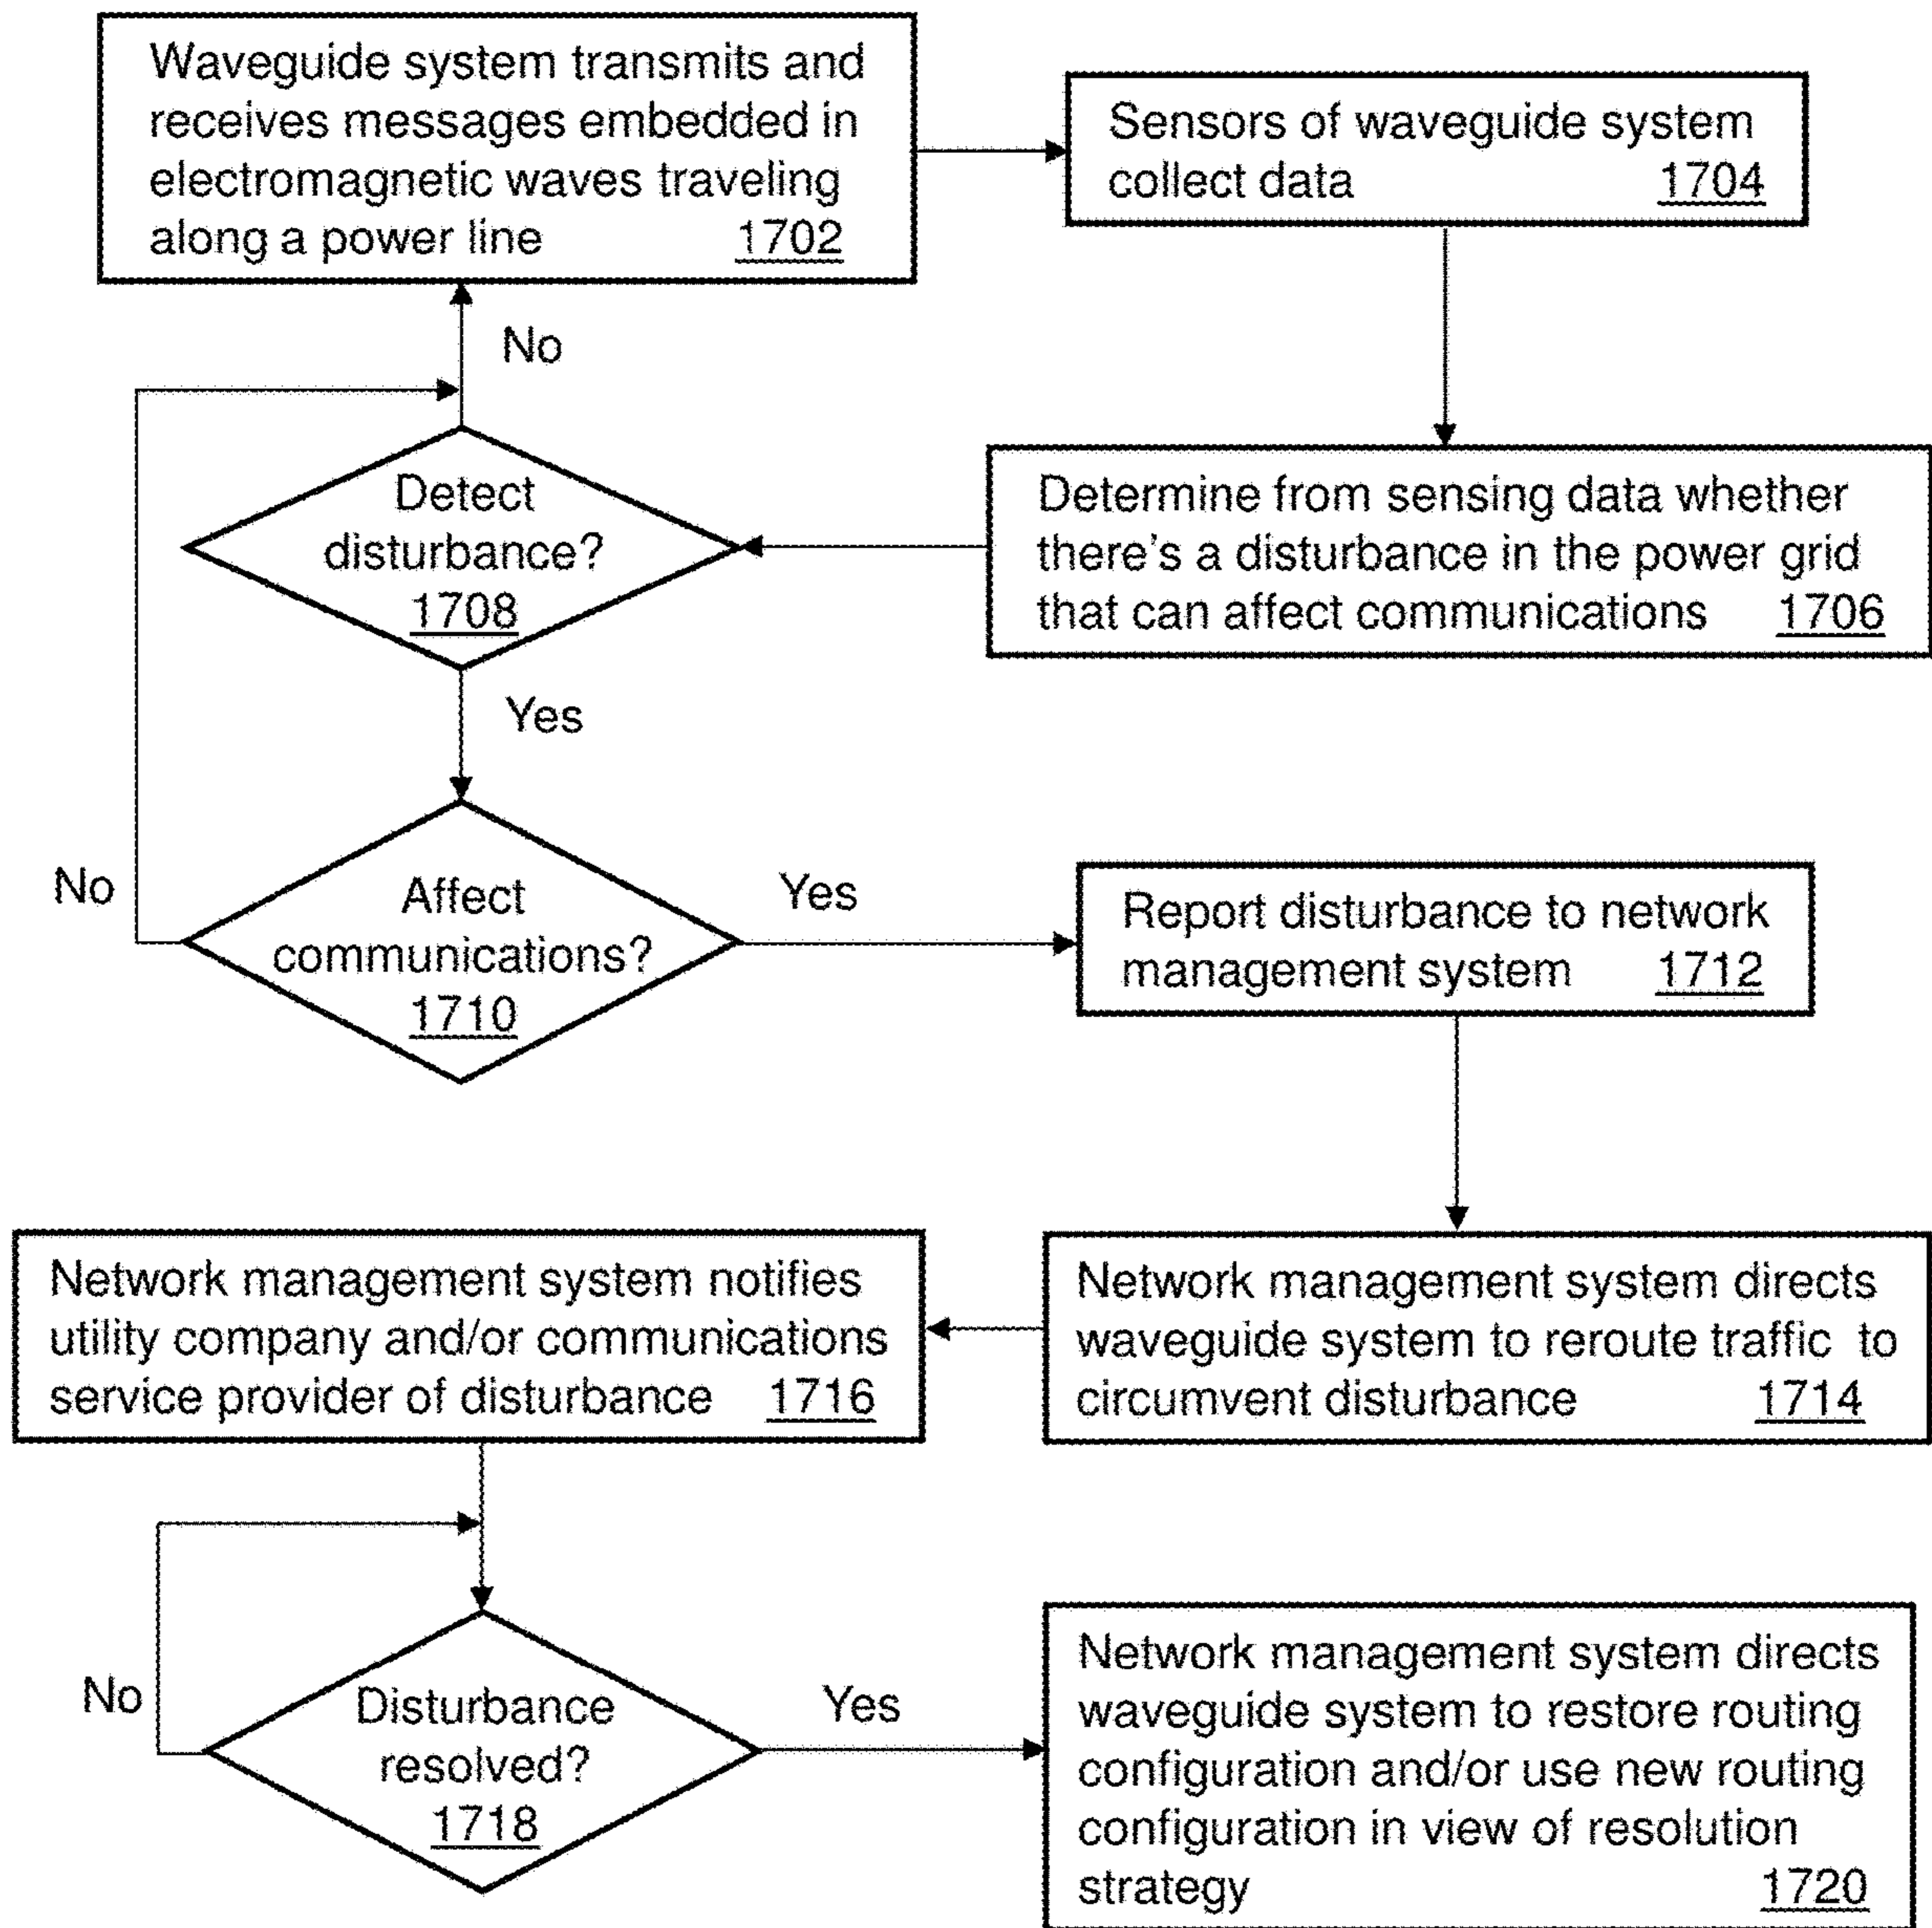 Waveguide system transmits and
receives messages embedded in
electromagnetic waves traveling
along a power line 1702
Sensors of waveguide system
collect data 1704
No
Detect
disturbance?
1708
Determine from sensing data whether
there's a disturbance in the power grid
that can affect communications 1706
Yes
No
Affect
communications?
1710
Yes
Report disturbance to network
management system 1712
Network management system notifies
utility company and/or communications
service provider of disturbance 1716
Network management system directs
waveguide system to reroute traffic to
circumvent disturbance 1714
No
Disturbance
resolved?
1718
Yes
Network management system directs
waveguide system to restore routing
configuration and/or use new routing
configuration in view of resolution
strategy 1720